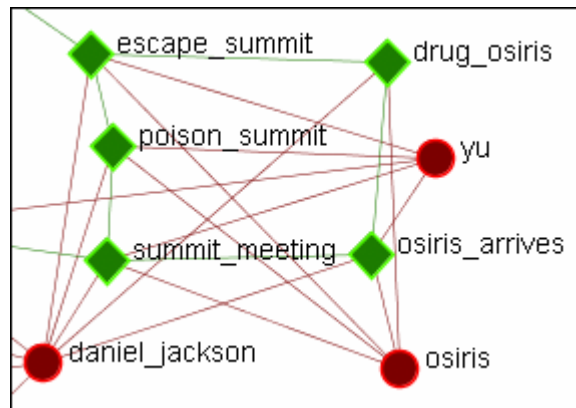 escape_summit
drug_osiris
poison_summit
yu
summit_meeting
osiris_arrives
daniel_jackson
osiris